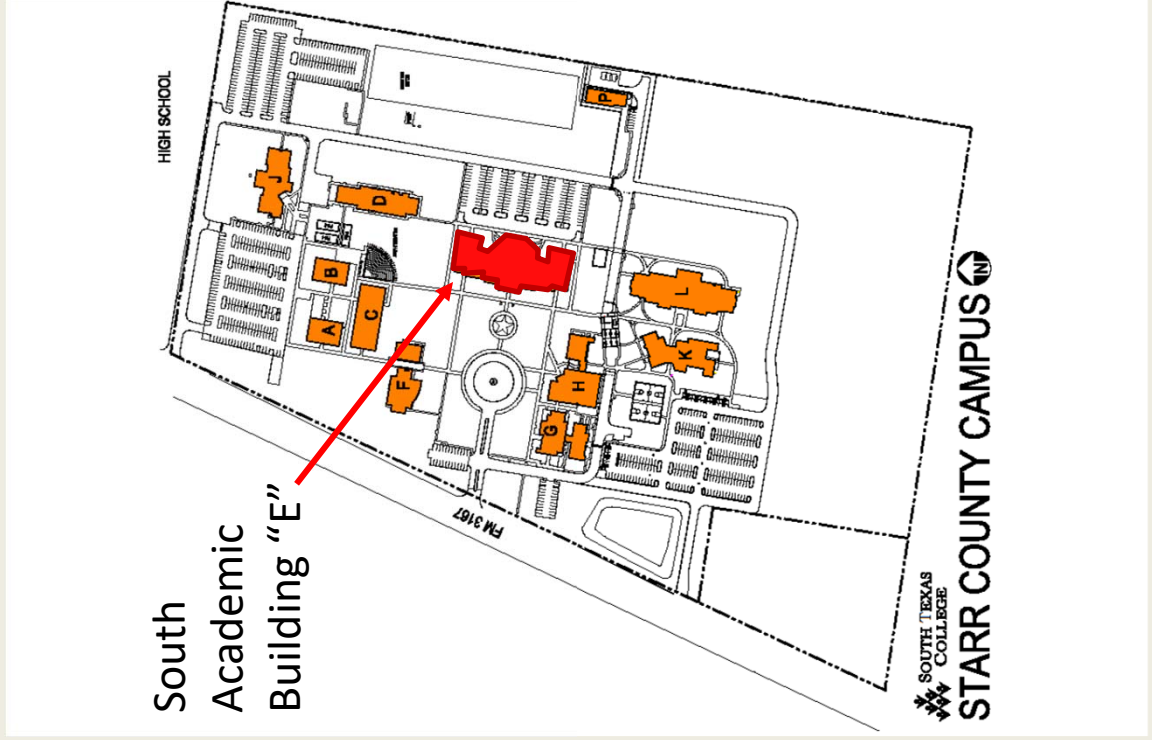 South
Academic
Building “E”
HIGH SCHOOL
J
D
B
A
C
F
P
H
G
K
L
FM 3167
SOUTH TEXAS
COLLEGE
STARR COUNTY CAMPUS
N